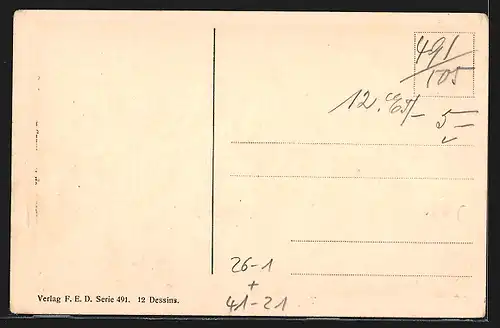 491/105
12. 5 –
26-1
+
41-21
Verlag F. E. D. Serie 491. 12 Dessins.